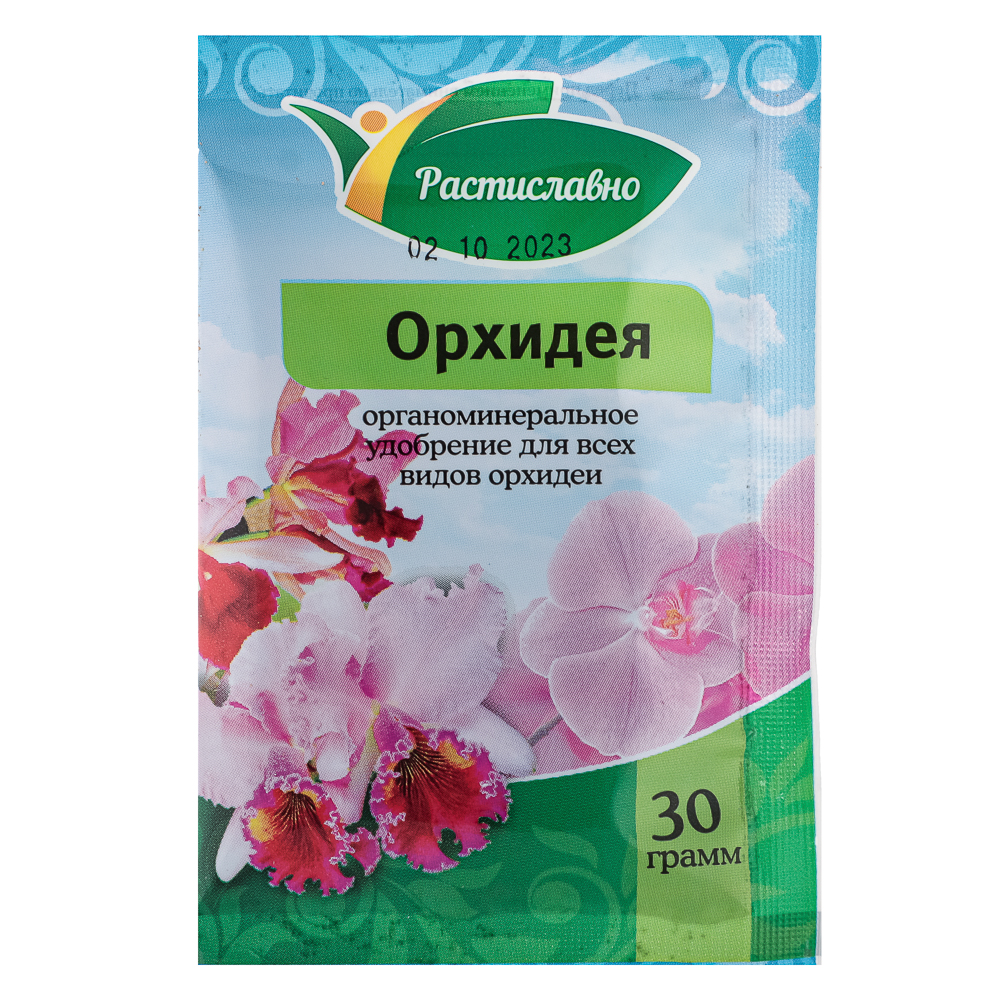 Растиславно
02 10 2023
Орхидея
органоминеральное
удобрение для всех
видов орхидеи
30
грамм